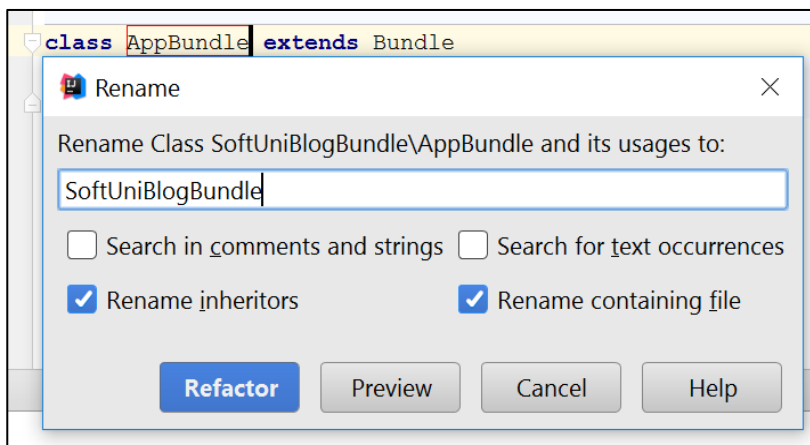 class AppBundle extends Bundle
Rename
Rename Class SoftUniBlogBundle\AppBundle and its usages to:
SoftUniBlogBundle
Search in comments and strings Search for text occurrences
Rename inheritors Rename containing file
Refactor Preview Cancel Help